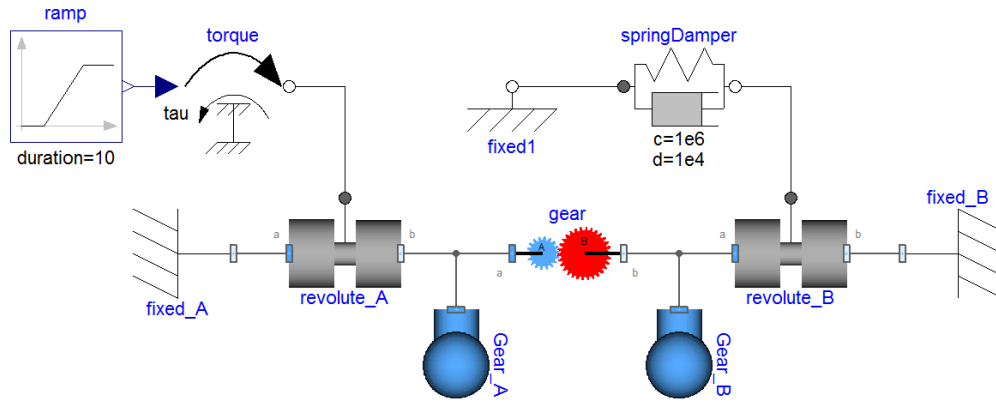 ramp
torque
springDamper
tau
duration=10
fixed1
c=1e6
d=1e4
fixed_B
gear
a
b
A
B
a
b
a
b
fixed_A
revolute_A
revolute_B
Gear_A
Gear_B